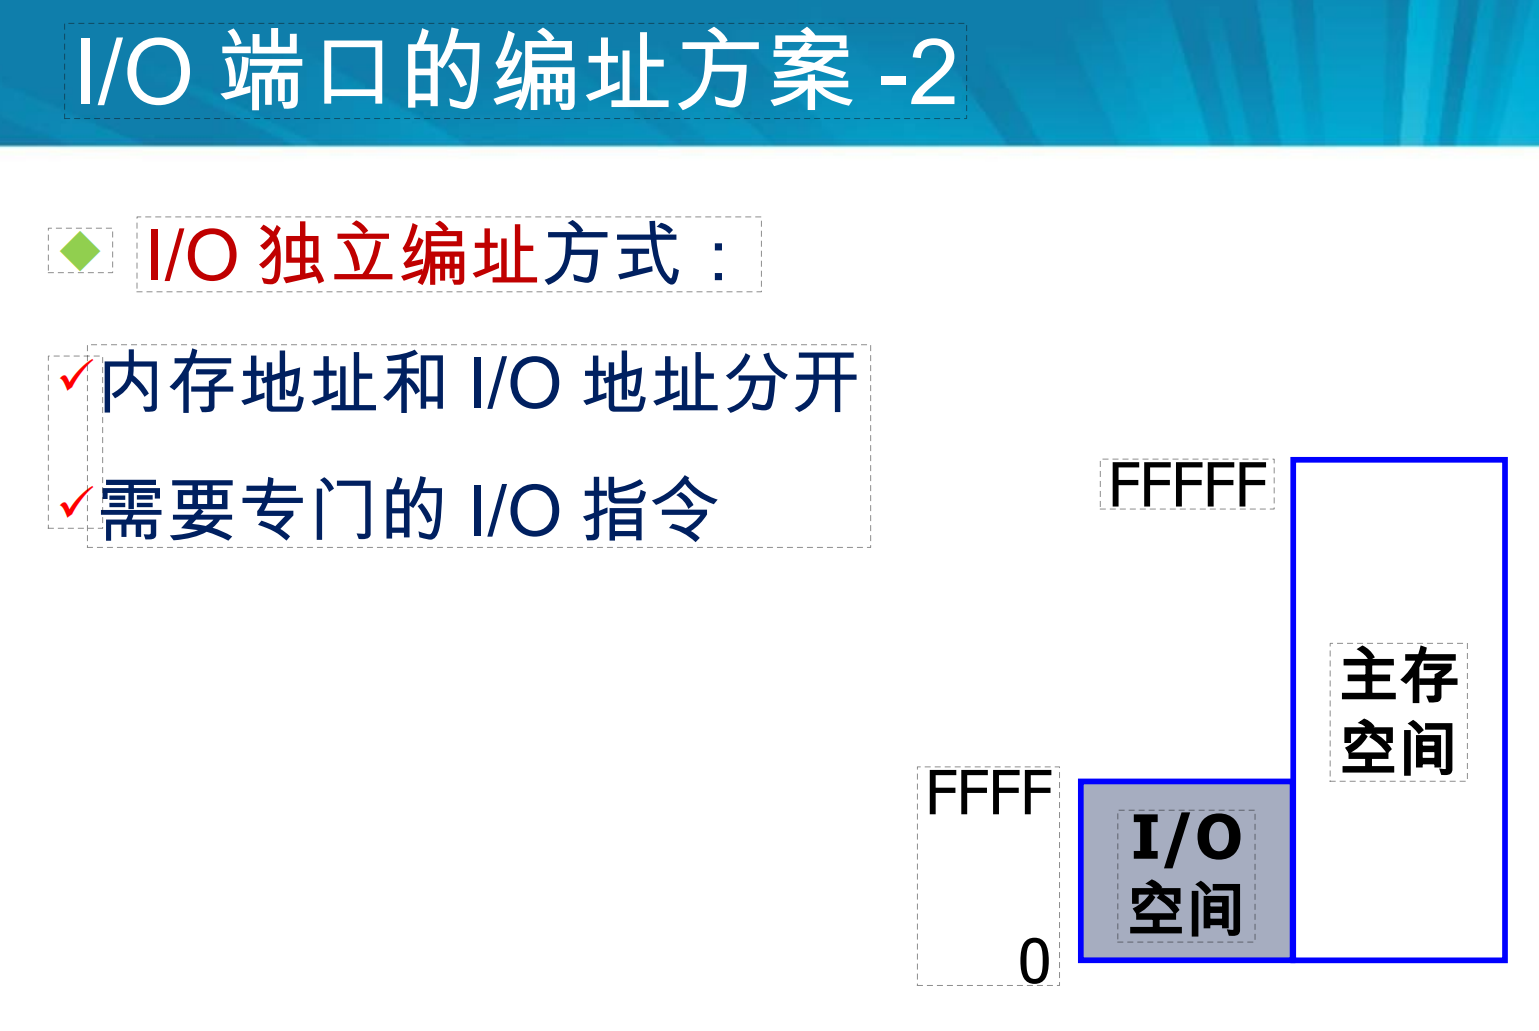 I/O 端口的编址方案 -2
I/O 独立编址方式：
内存地址和 I/O 地址分开
需要专门的 I/O 指令
FFFFF
主存
空间
FFFF
I/O
空间
0